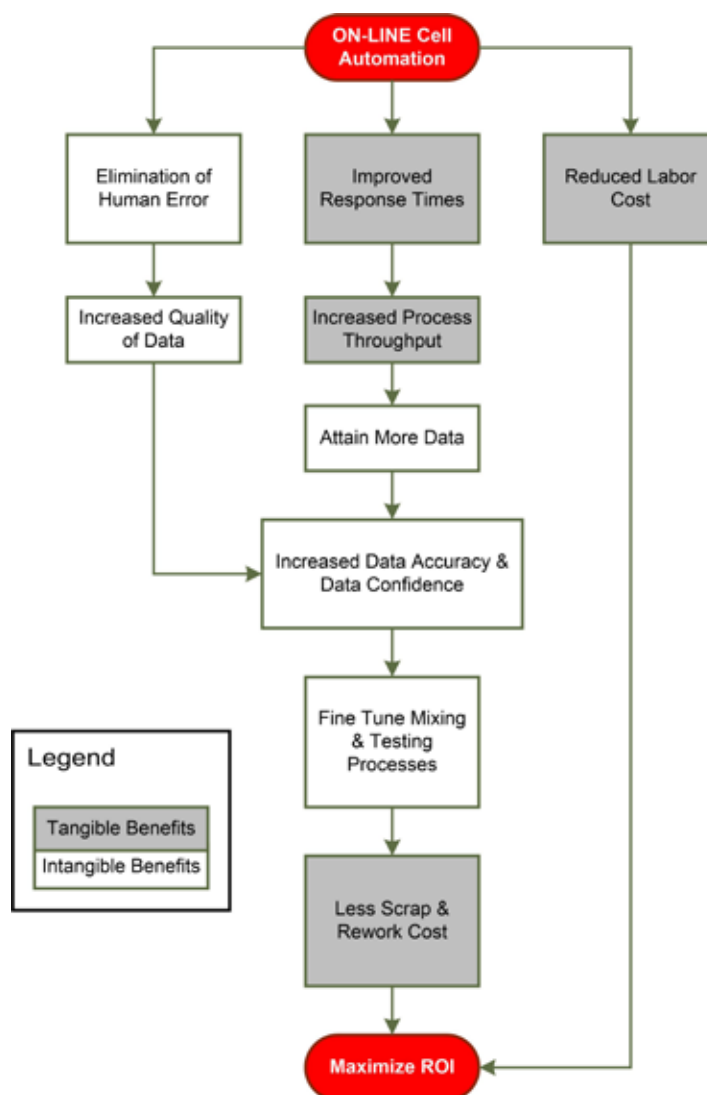 ON-LINE Cell
Automation
Elimination of
Human Error
Improved
Response Times
Reduced Labor
Cost
Increased Quality
of Data
Increased Process
Throughput
Attain More Data
Increased Data Accuracy &
Data Confidence
Fine Tune Mixing
& Testing
Processes
Legend
Tangible Benefits
Intangible Benefits
Less Scrap &
Rework Cost
Maximize ROI